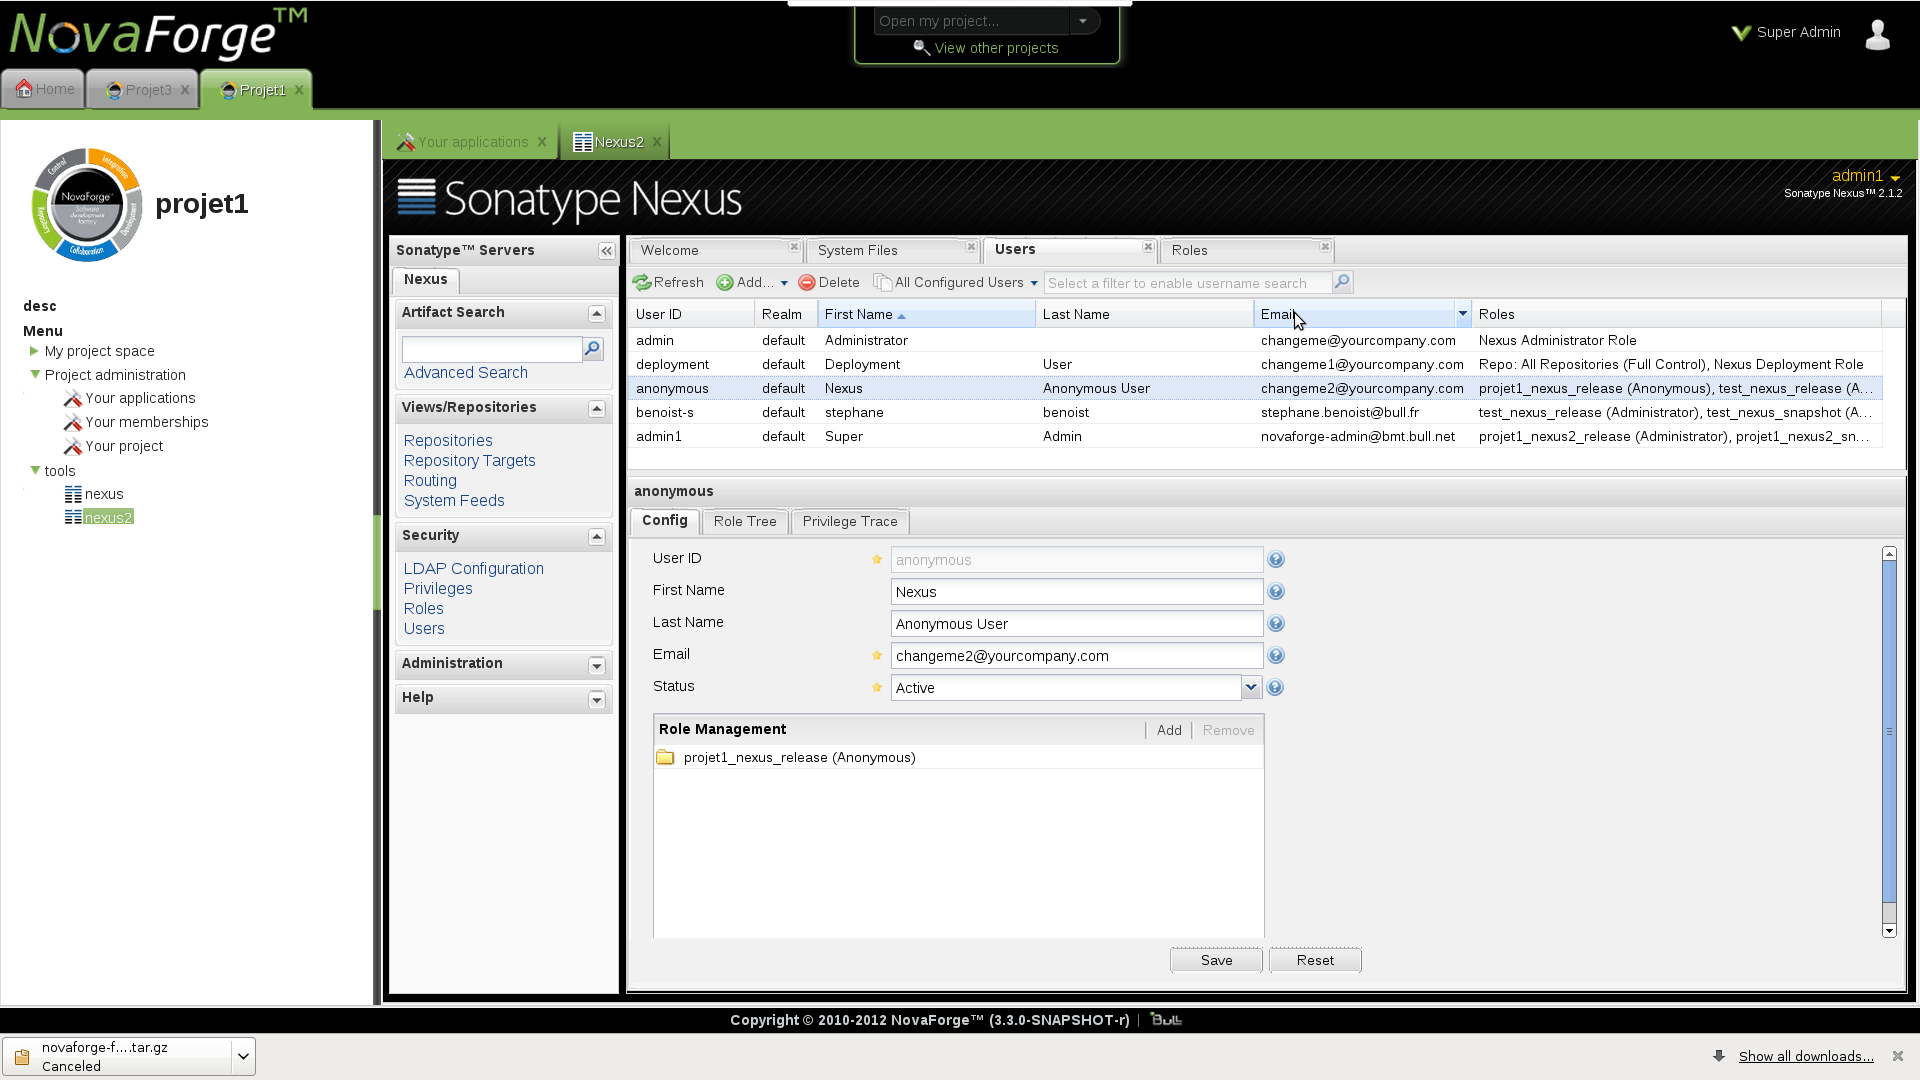 NovaForge™
Open my project...
View other projects
Super Admin
Home
Projet3 x
Projet1 x
Your applications x
Nexus2 x
Control
Integration
Development
Collaboration
Repository
NovaForge™
Software development factory
projet1
desc
Menu
My project space
Project administration
Your applications
Your memberships
Your project
tools
nexus
nexus2
Sonatype Nexus
admin1
Sonatype Nexus™ 2.1.2
Sonatype™ Servers
Nexus
Artifact Search
Advanced Search
Views/Repositories
Repositories
Repository Targets
Routing
System Feeds
Security
LDAP Configuration
Privileges
Roles
Users
Administration
Help
Welcome
System Files
Users
Roles
Refresh Add... Delete All Configured Users Select a filter to enable username search
User ID Realm First Name Last Name Email Roles
admin default Administrator changeme@yourcompany.com Nexus Administrator Role
deployment default Deployment User changeme1@yourcompany.com Repo: All Repositories (Full Control), Nexus Deployment Role
anonymous default Nexus Anonymous User changeme2@yourcompany.com projet1_nexus_release (Anonymous), test_nexus_release (A...
benoist-s default stephane benoist stephane.benoist@bull.fr test_nexus_release (Administrator), test_nexus_snapshot (A...
admin1 default Super Admin novaforge-admin@bmt.bull.net projet1_nexus2_release (Administrator), projet1_nexus2_sn...
anonymous
Config Role Tree Privilege Trace
User ID anonymous
First Name Nexus
Last Name Anonymous User
Email changeme2@yourcompany.com
Status Active
Role Management Add Remove
projet1_nexus_release (Anonymous)
Save Reset
Copyright © 2010-2012 NovaForge™ (3.3.0-SNAPSHOT-r) | Bull
novaforge-f....tar.gz
Canceled
Show all downloads...